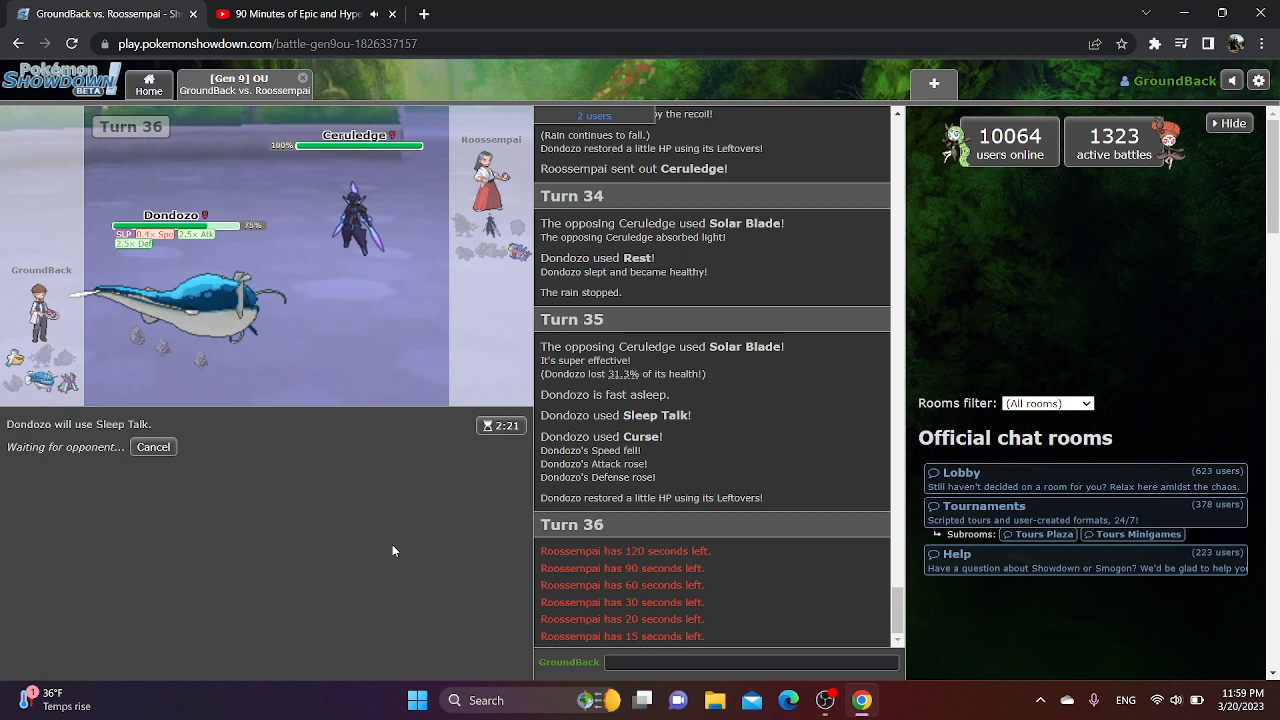 GroundBack vs. Roossempai - Sh
90 Minutes of Epic and Hype
play.pokemonshowdown.com/battle-gen9ou-1826337157
Pokémon
SHOWDOWN!
BETA
Home
[Gen 9] OU
GroundBack vs. Roossempai
GroundBack
Turn 36
Ceruledge
100%
Dondozo
75%
SLP 0.4× Spe 2.5× Atk
2.5× Def
Roossempai
GroundBack
Dondozo will use Sleep Talk.
Waiting for opponent... Cancel
2:21
2 users
by the recoil!
(Rain continues to fall.)
Dondozo restored a little HP using its Leftovers!
Roossempai sent out Ceruledge!
Turn 34
The opposing Ceruledge used Solar Blade!
The opposing Ceruledge absorbed light!
Dondozo used Rest!
Dondozo slept and became healthy!
The rain stopped.
Turn 35
The opposing Ceruledge used Solar Blade!
It's super effective!
(Dondozo lost 31.3% of its health!)
Dondozo is fast asleep.
Dondozo used Sleep Talk!
Dondozo used Curse!
Dondozo's Speed fell!
Dondozo's Attack rose!
Dondozo's Defense rose!
Dondozo restored a little HP using its Leftovers!
Turn 36
Roossempai has 120 seconds left.
Roossempai has 90 seconds left.
Roossempai has 60 seconds left.
Roossempai has 30 seconds left.
Roossempai has 20 seconds left.
Roossempai has 15 seconds left.
GroundBack
10064
users online
1323
active battles
Hide
Rooms filter: (All rooms)
Official chat rooms
Lobby (623 users)
Still haven't decided on a room for you? Relax here amidst the chaos.
Tournaments (378 users)
Scripted tours and user-created formats, 24/7!
Subrooms: Tours Plaza Tours Minigames
Help (223 users)
Have a question about Showdown or Smogon? We'd be glad to help you
1
36°F
Temps rise
Search
ENG
11:59 PM
3/20/2023